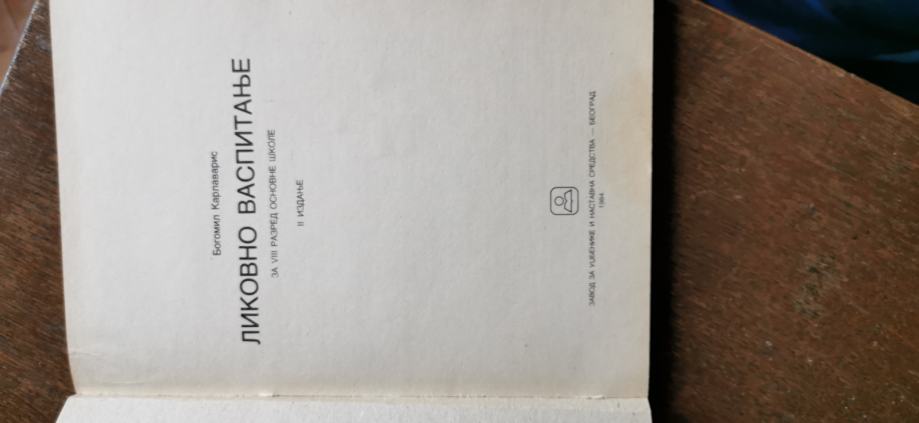 Богомил Карлаварис
ЛИКОВНО ВАСПИТАЊЕ
ЗА VIII РАЗРЕД ОСНОВНЕ ШКОЛЕ
II ИЗДАЊЕ
ЗАВОД ЗА УЏБЕНИКЕ И НАСТАВНА СРЕДСТВА — БЕОГРАД
1984.